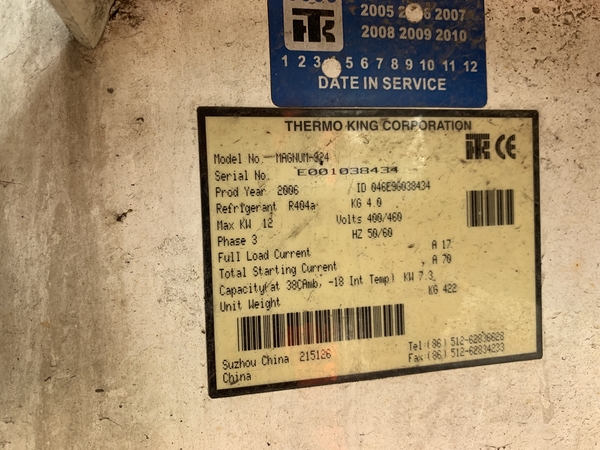 2005 2006 2007
2008 2009 2010
1 2 3 4 5 6 7 8 9 10 11 12
DATE IN SERVICE
THERMO KING CORPORATION
Model No. MAGNUM-924
Serial No. E001038434
Prod Year 2006 ID 046E96038434
Refrigerant R404a KG 4.0
Max KW 12 Volts 400/460
Phase 3 HZ 50/60
Full Load Current A 17
Total Starting Current A 70
Capacity(at 38CAmb, -18 Int Temp) KW 7.3
Unit Weight KG 422
Suzhou China 215126 Tel (86) 512-62836628
China Fax (86) 512-62834233